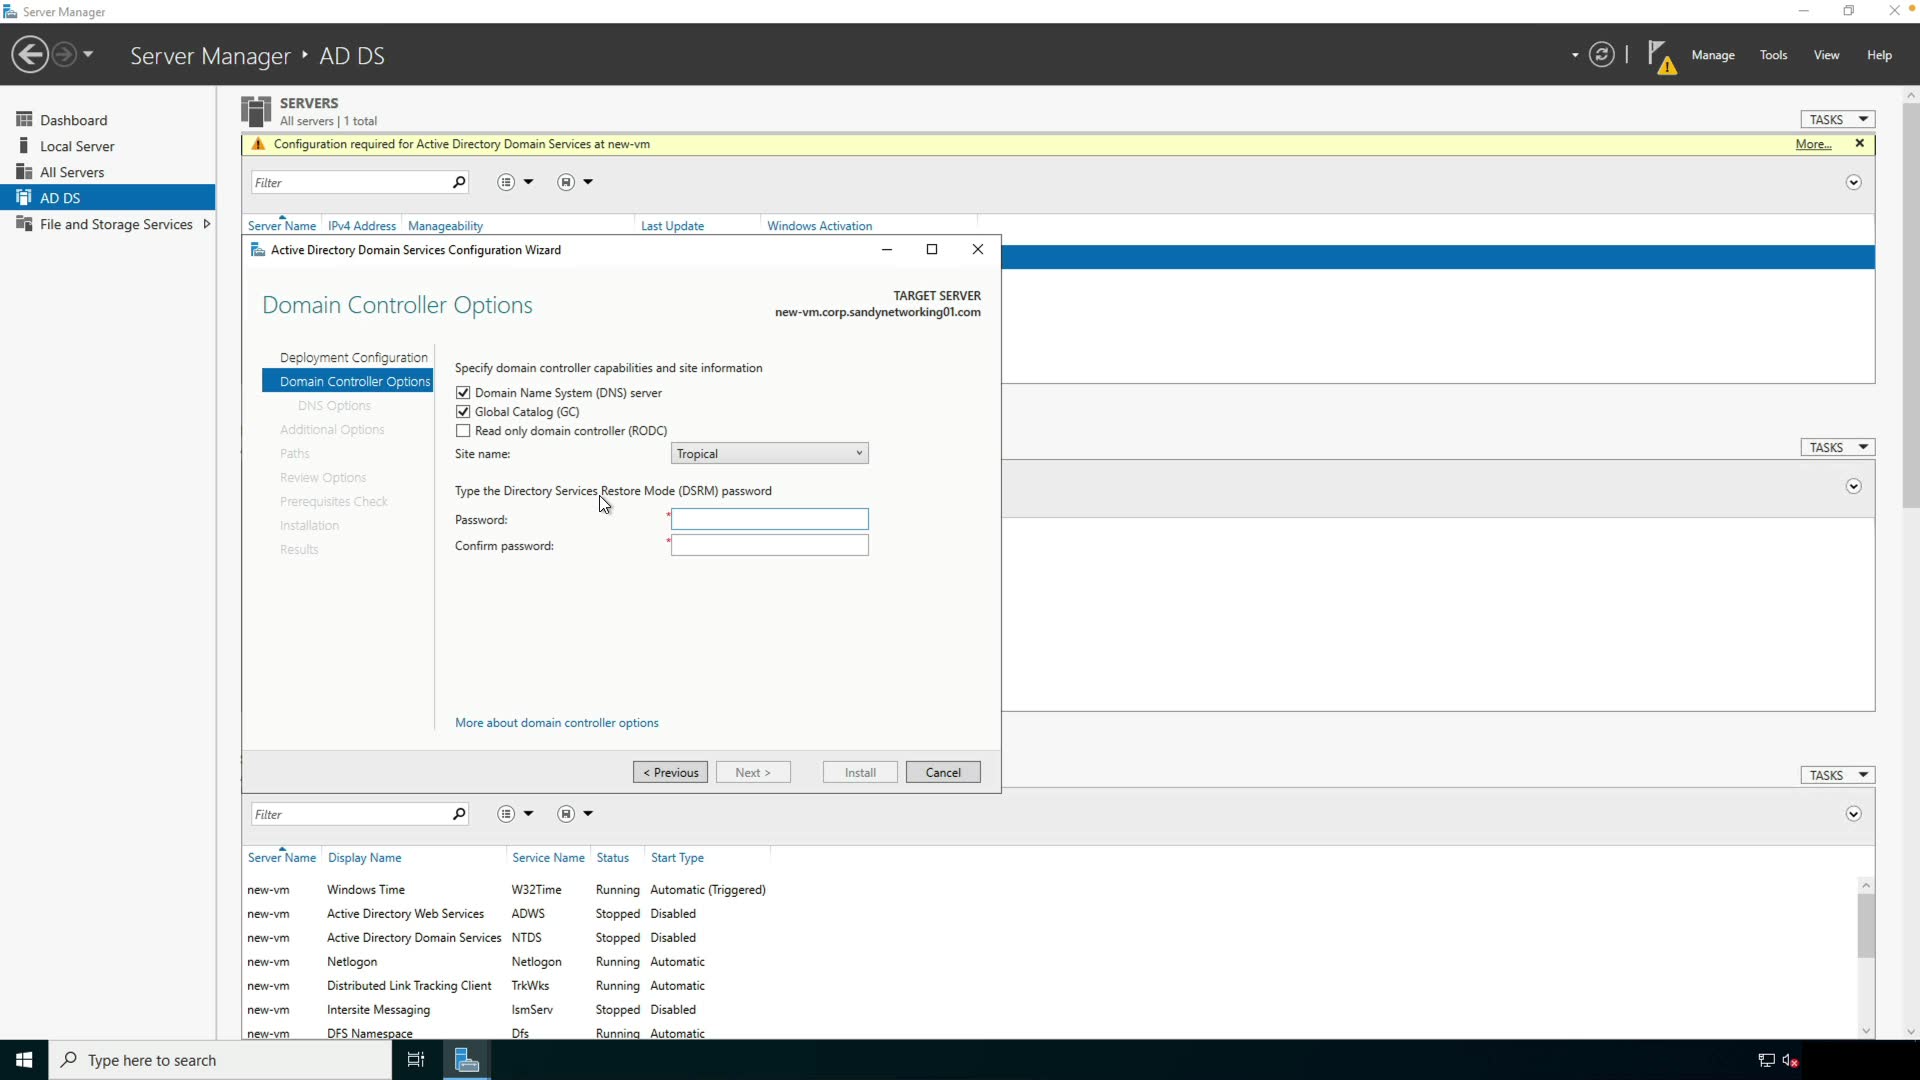 Server Manager
Server Manager ‣ AD DS
Manage
Tools
View
Help
Dashboard
Local Server
All Servers
AD DS
File and Storage Services
SERVERS
All servers | 1 total
TASKS
Configuration required for Active Directory Domain Services at new-vm
More...
Filter
Server Name IPv4 Address Manageability Last Update Windows Activation
Active Directory Domain Services Configuration Wizard
Domain Controller Options
TARGET SERVER
new-vm.corp.sandynetworking01.com
Deployment Configuration
Domain Controller Options
DNS Options
Additional Options
Paths
Review Options
Prerequisites Check
Installation
Results
Specify domain controller capabilities and site information
Domain Name System (DNS) server
Global Catalog (GC)
Read only domain controller (RODC)
Site name: Tropical
Type the Directory Services Restore Mode (DSRM) password
Password: *
Confirm password: *
More about domain controller options
< Previous
Next >
Install
Cancel
TASKS
TASKS
Filter
Server Name Display Name Service Name Status Start Type
new-vm Windows Time W32Time Running Automatic (Triggered)
new-vm Active Directory Web Services ADWS Stopped Disabled
new-vm Active Directory Domain Services NTDS Stopped Disabled
new-vm Netlogon Netlogon Running Automatic
new-vm Distributed Link Tracking Client TrkWks Running Automatic
new-vm Intersite Messaging IsmServ Stopped Disabled
new-vm DFS Namespace Dfs Running Automatic
Type here to search